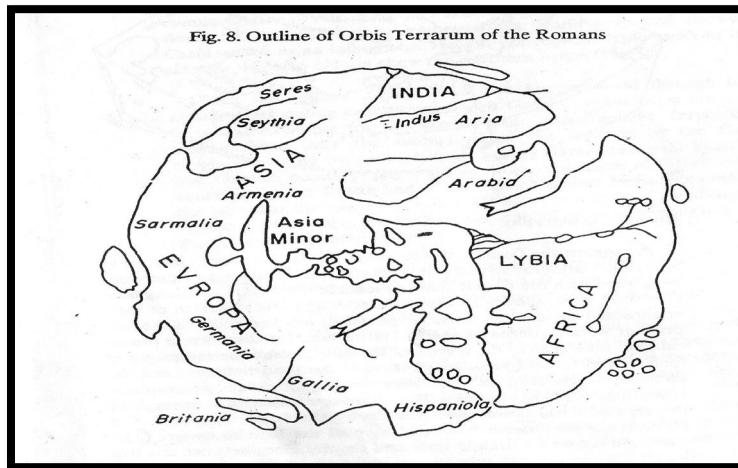 Fig. 8. Outline of Orbis Terrarum of the Romans
Seres
INDIA
Seythia
Indus Aria
ASIA
Armenia
Arabia
Sarmalia
Asia
Minor
LYBIA
EVROPA
AFRICA
Germania
Gallia
Hispaniola
Britania